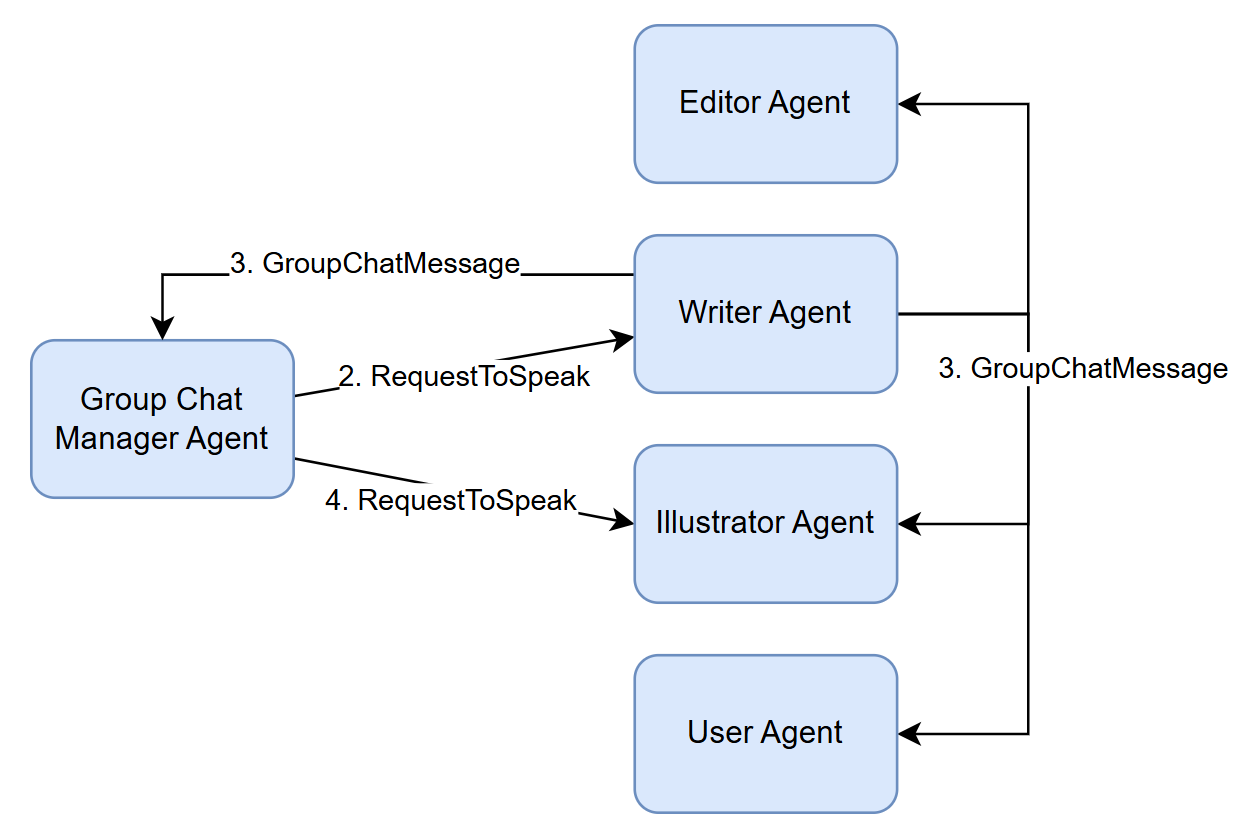 Editor Agent
3. GroupChatMessage
Writer Agent
3. GroupChatMessage
2. RequestToSpeak
Group Chat
Manager Agent
4. RequestToSpeak
Illustrator Agent
User Agent